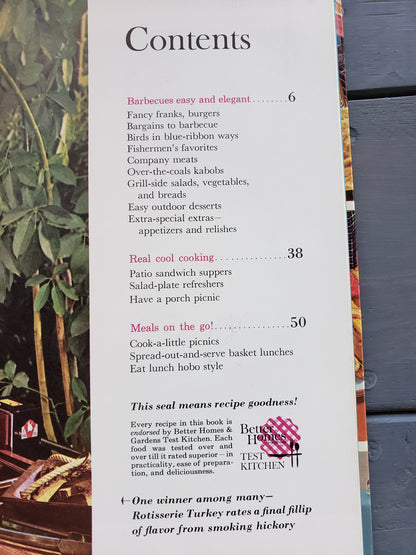 Contents
Barbecues easy and elegant........6
Fancy franks, burgers
Bargains to barbecue
Birds in blue-ribbon ways
Fishermen's favorites
Company meats
Over-the-coals kabobs
Grill-side salads, vegetables,
and breads
Easy outdoor desserts
Extra-special extras—
appetizers and relishes
Real cool cooking...............38
Patio sandwich suppers
Salad-plate refreshers
Have a porch picnic
Meals on the go!................50
Cook-a-little picnics
Spread-out-and-serve basket lunches
Eat lunch hobo style
This seal means recipe goodness!
Every recipe in this book is
endorsed by Better Homes &
Gardens Test Kitchen. Each
food was tested over and
over till it rated superior—in
practicality, ease of prepara-
tion, and deliciousness.
Better
Homes
TEST
KITCHEN
←One winner among many—
Rotisserie Turkey rates a final fillip
of flavor from smoking hickory